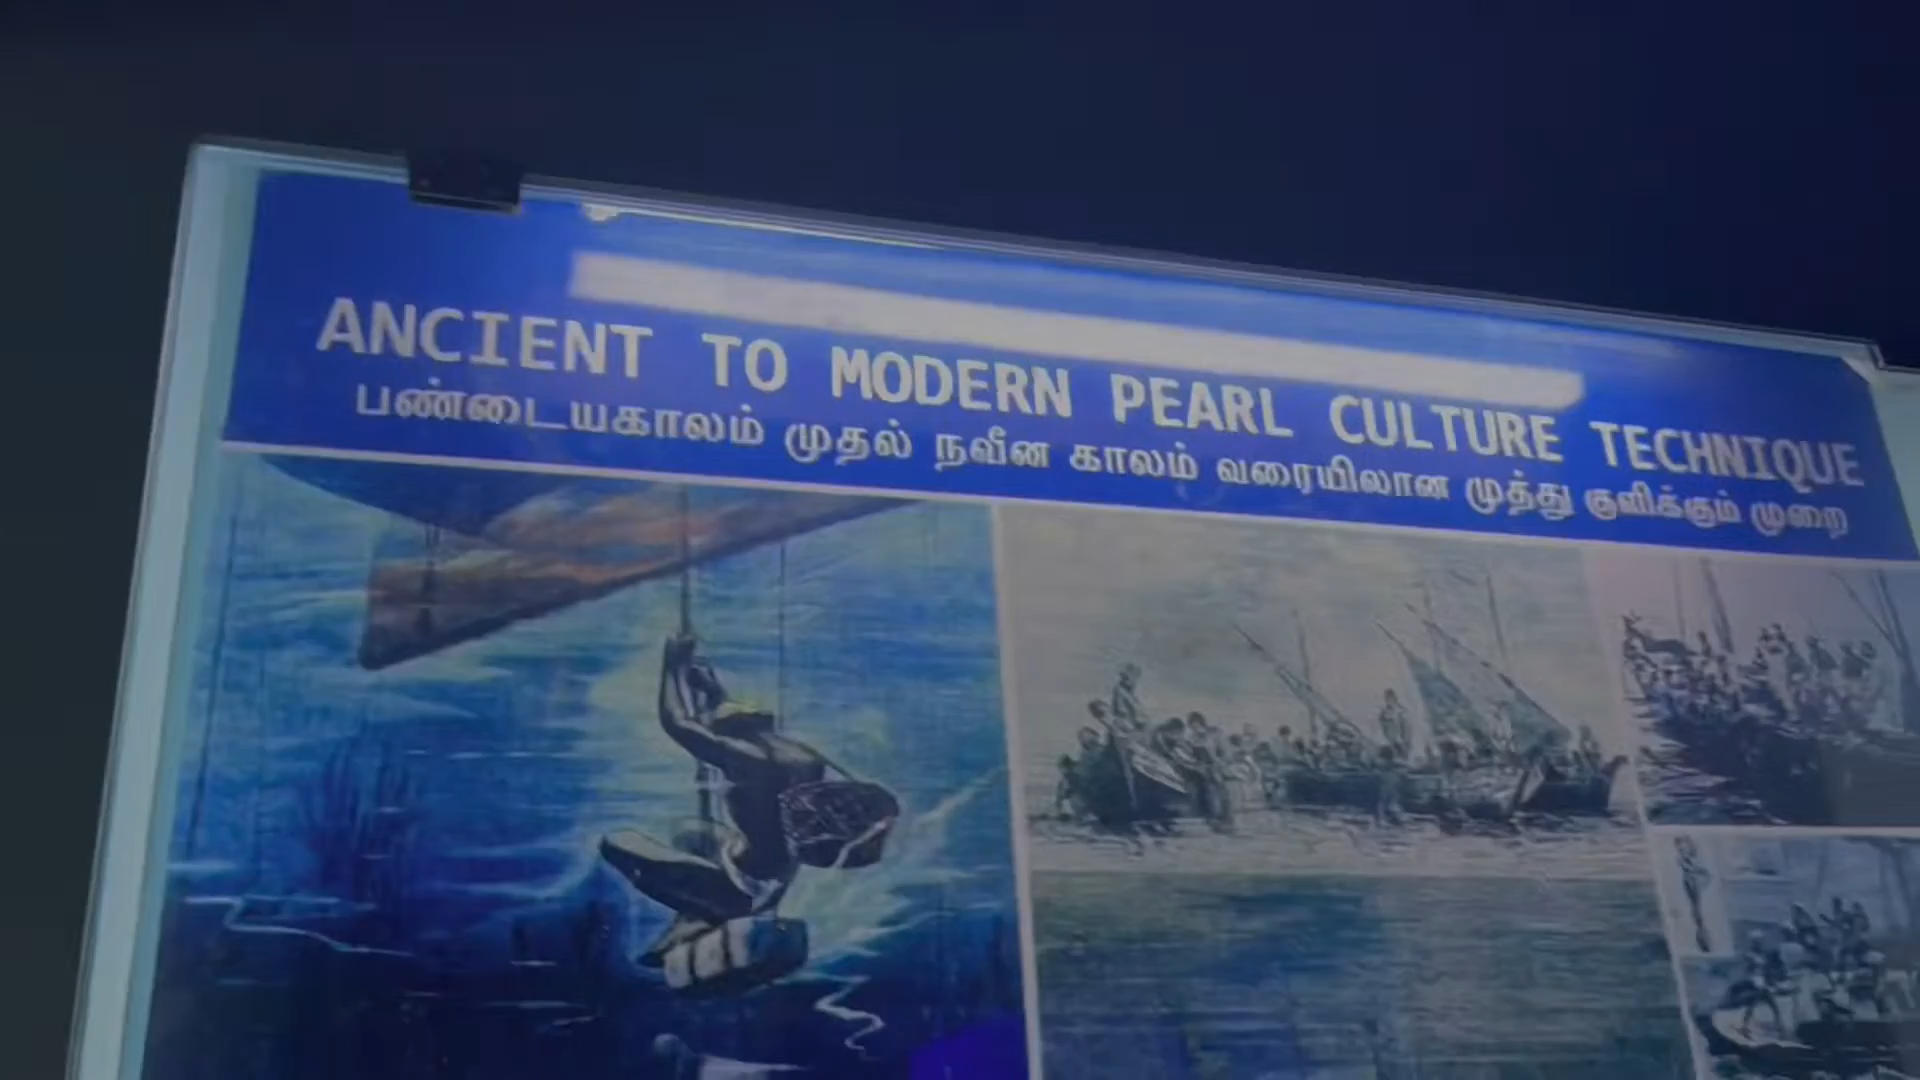 ANCIENT TO MODERN PEARL CULTURE TECHNIQUE
பண்டையகாலம் முதல் நவீன காலம் வரையிலான முத்து குளிக்கும் முறை